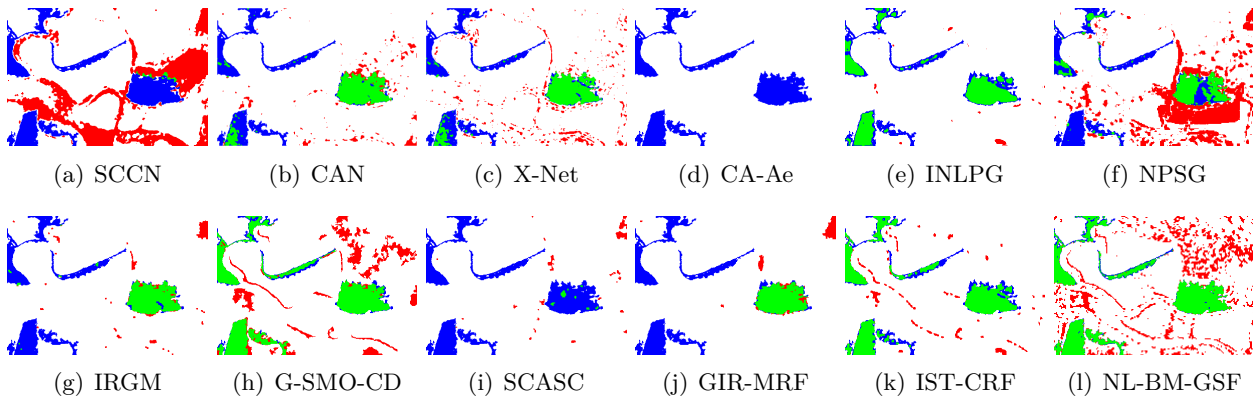 (a) SCCN (b) CAN (c) X-Net (d) CA-Ae (e) INLPG (f) NPSG
(g) IRGM (h) G-SMO-CD (i) SCASC (j) GIR-MRF (k) IST-CRF (l) NL-BM-GSF